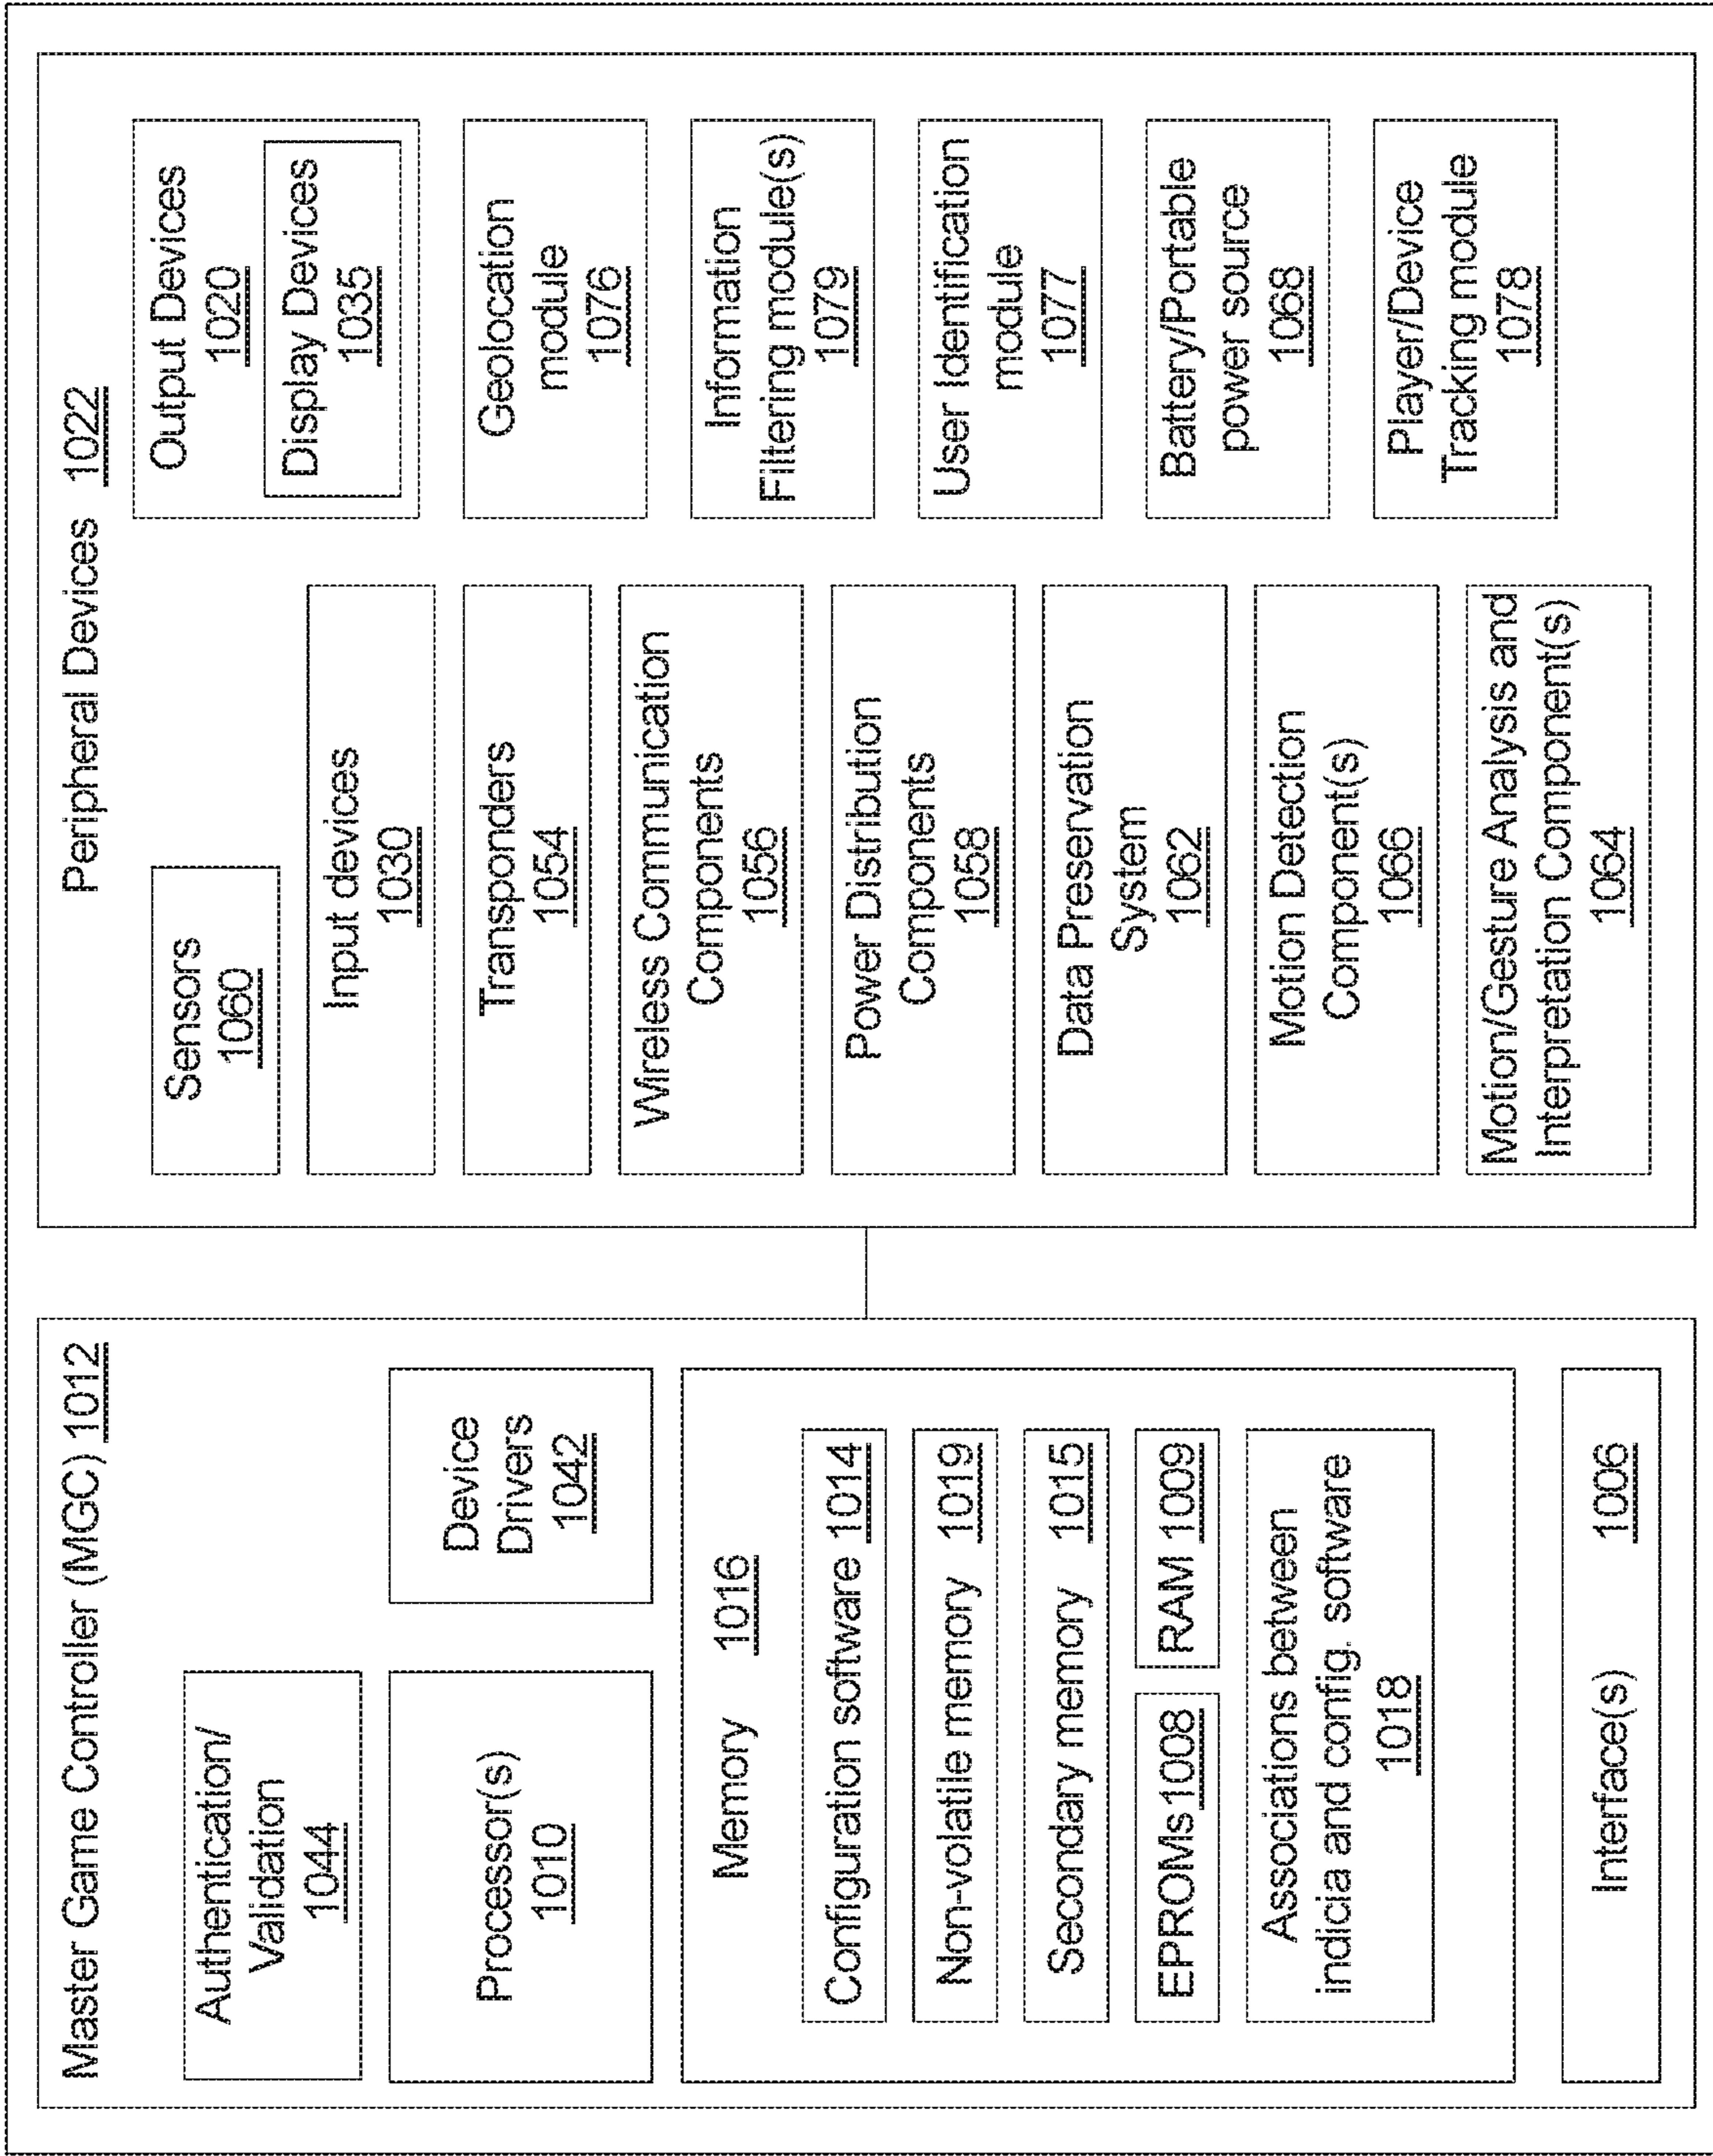 Master Game Controller (MGC) 1012
Authentication/
Validation
1044
Processor(s)
1010
Device
Drivers
1042
Memory 1016
Configuration software 1014
Non-volatile memory 1019
Secondary memory 1015
EPROMs 1008
RAM 1009
Associations between
indicia and config. software
1018
Interface(s) 1006
Peripheral Devices 1022
Sensors
1060
Input devices
1030
Transponders
1054
Wireless Communication
Components
1056
Power Distribution
Components
1058
Data Preservation
System
1062
Motion Detection
Component(s)
1066
Motion/Gesture Analysis and
Interpretation Component(s)
1064
Output Devices
1020
Display Devices
1035
Geolocation
module
1076
Information
Filtering module(s)
1079
User Identification
module
1077
Battery/Portable
power source
1068
Player/Device
Tracking module
1078